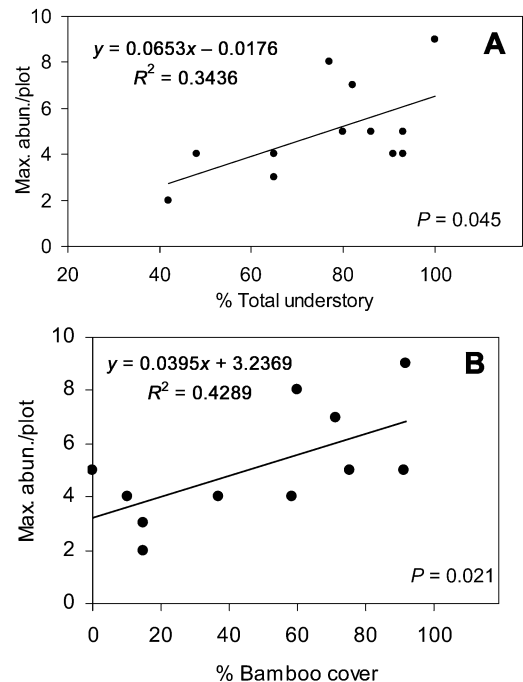 10
8
6
4
2
0
Max. abun./plot
y = 0.0653x – 0.0176
R² = 0.3436
A
P = 0.045
20 40 60 80 100
% Total understory
10
8
6
4
2
0
Max. abun./plot
y = 0.0395x + 3.2369
R² = 0.4289
B
P = 0.021
0 20 40 60 80 100
% Bamboo cover